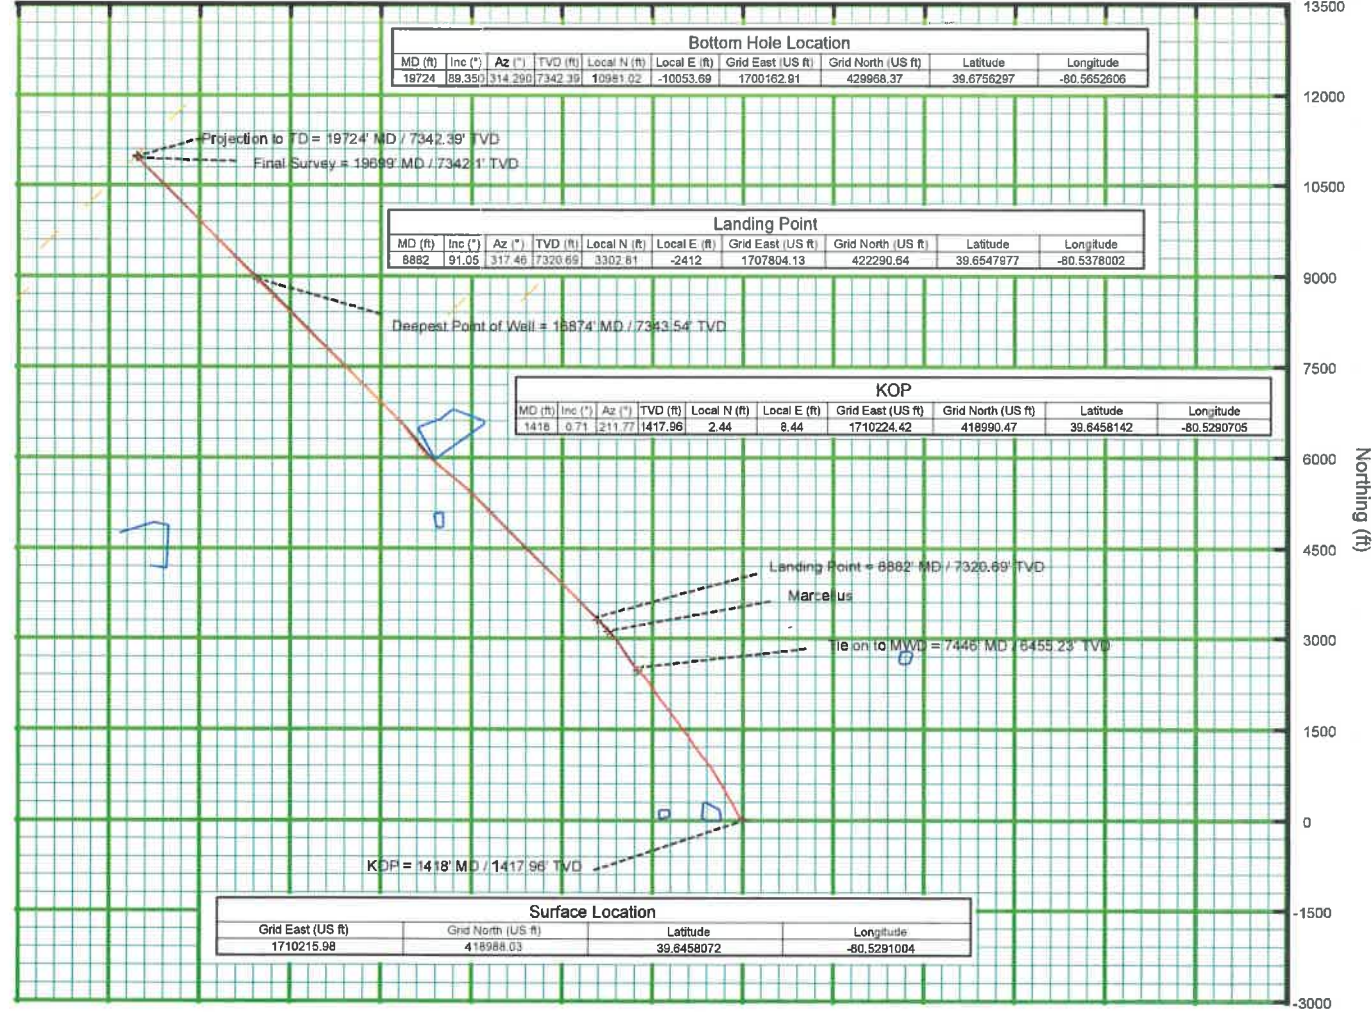 13500
Bottom Hole Location
MD (ft) Inc (°) Az (°) TVD (ft) Local N (ft) Local E (ft) Grid East (US ft) Grid North (US ft) Latitude Longitude
19724 89.350 314.290 7342.39 10981.02 -10053.69 1700162.91 429968.37 39.6756297 -80.5652606
12000
Projection to TD = 19724' MD / 7342.39' TVD
Final Survey = 19699' MD / 7342.1' TVD
10500
Landing Point
MD (ft) Inc (°) Az (°) TVD (ft) Local N (ft) Local E (ft) Grid East (US ft) Grid North (US ft) Latitude Longitude
8882 91.05 317.46 7320.69 3302.81 -2412 1707804.13 422290.64 39.6547977 -80.5378002
9000
Deepest Point of Well = 16874' MD / 7343.54' TVD
7500
KOP
MD (ft) Inc (°) Az (°) TVD (ft) Local N (ft) Local E (ft) Grid East (US ft) Grid North (US ft) Latitude Longitude
1418 0.71 211.77 1417.96 2.44 8.44 1710224.42 418990.47 39.6458142 -80.5290705
6000
Northing (ft)
4500
Landing Point = 8882' MD / 7320.69' TVD
Marcellus
3000
Tie on to MWD = 7446' MD / 6455.23' TVD
1500
0
KOP = 1418' MD / 1417.96' TVD
Surface Location
-1500
Grid East (US ft) Grid North (US ft) Latitude Longitude
1710215.98 418988.03 39.6458072 -80.5291004
-3000